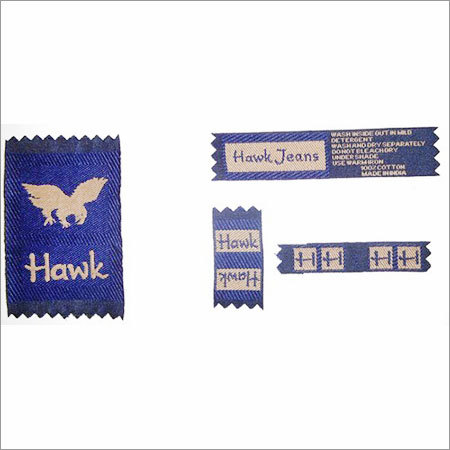 Hawk
Hawk Jeans
WASH INSIDE OUT IN MILD
DETERGENT
WASH AND DRY SEPARATELY
DO NOT BLEACH DRY
UNDER SHADE
USE WARM IRON
100% COTTON
MADE IN INDIA
Hawk
Hawk
H H H H